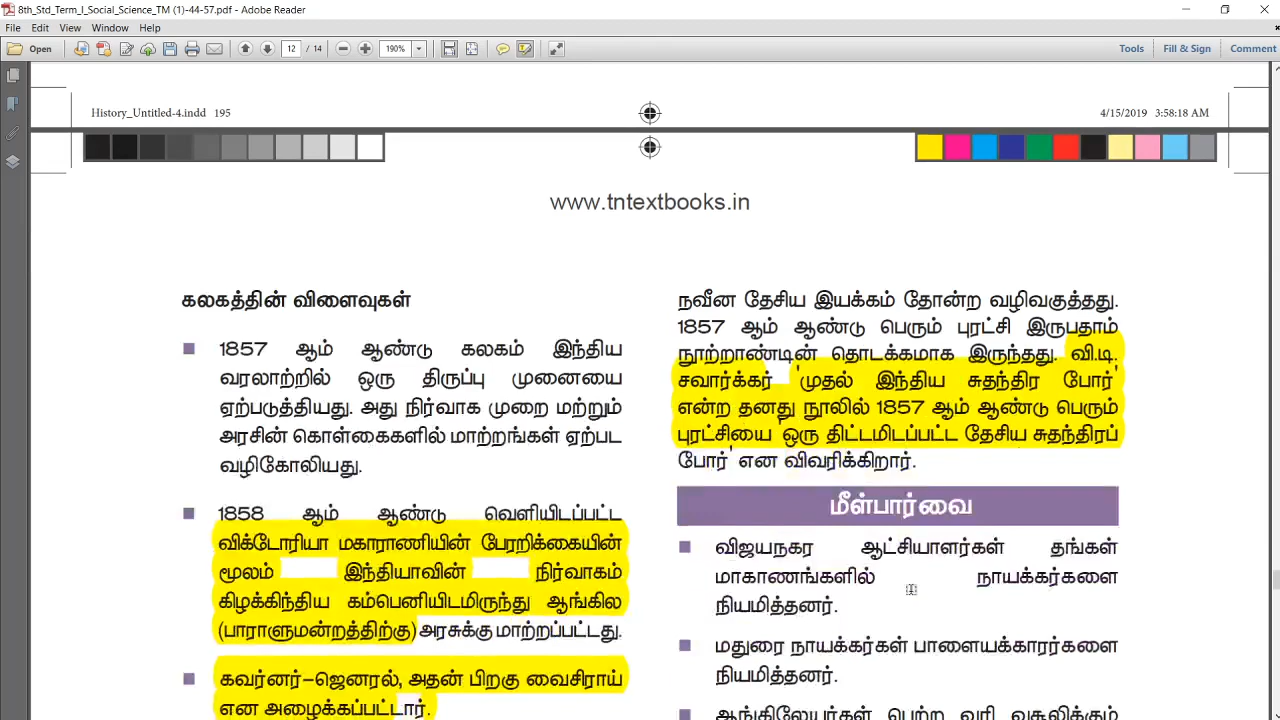 8th_Std_Term_I_Social_Science_TM (1)-44-57.pdf - Adobe Reader
File Edit View Window Help
Open 12 / 14 190% Tools Fill & Sign Comment
History_Untitled-4.indd 195
4/15/2019 3:58:18 AM
www.tntextbooks.in
கலகத்தின் விளைவுகள்
1857 ஆம் ஆண்டு கலகம் இந்திய
வரலாற்றில் ஒரு திருப்பு முனையை
ஏற்படுத்தியது. அது நிர்வாக முறை மற்றும்
அரசின் கொள்கைகளில் மாற்றங்கள் ஏற்பட
வழிகோலியது.
1858 ஆம் ஆண்டு வெளியிடப்பட்ட
விக்டோரியா மகாராணியின் பேரறிக்கையின்
மூலம் இந்தியாவின் நிர்வாகம்
கிழக்கிந்திய கம்பெனியிடமிருந்து ஆங்கில
(பாராளுமன்றத்திற்கு) அரசுக்கு மாற்றப்பட்டது.
கவர்னர்–ஜெனரல், அதன் பிறகு வைசிராய்
என அழைக்கப்பட்டார்.
நவீன தேசிய இயக்கம் தோன்ற வழிவகுத்தது.
1857 ஆம் ஆண்டு பெரும் புரட்சி இருபதாம்
நூற்றாண்டின் தொடக்கமாக இருந்தது. வி.டி.
சவார்க்கர் 'முதல் இந்திய சுதந்திர போர்'
என்ற தனது நூலில் 1857 ஆம் ஆண்டு பெரும்
புரட்சியை 'ஒரு திட்டமிடப்பட்ட தேசிய சுதந்திரப்
போர்' என விவரிக்கிறார்.
மீள்பார்வை
விஜயநகர ஆட்சியாளர்கள் தங்கள்
மாகாணங்களில் நாயக்கர்களை
நியமித்தனர்.
மதுரை நாயக்கர்கள் பாளையக்காரர்களை
நியமித்தனர்.
ஆங்கிலேயர்கள் பெற்ற வரி வசூலிக்கும்